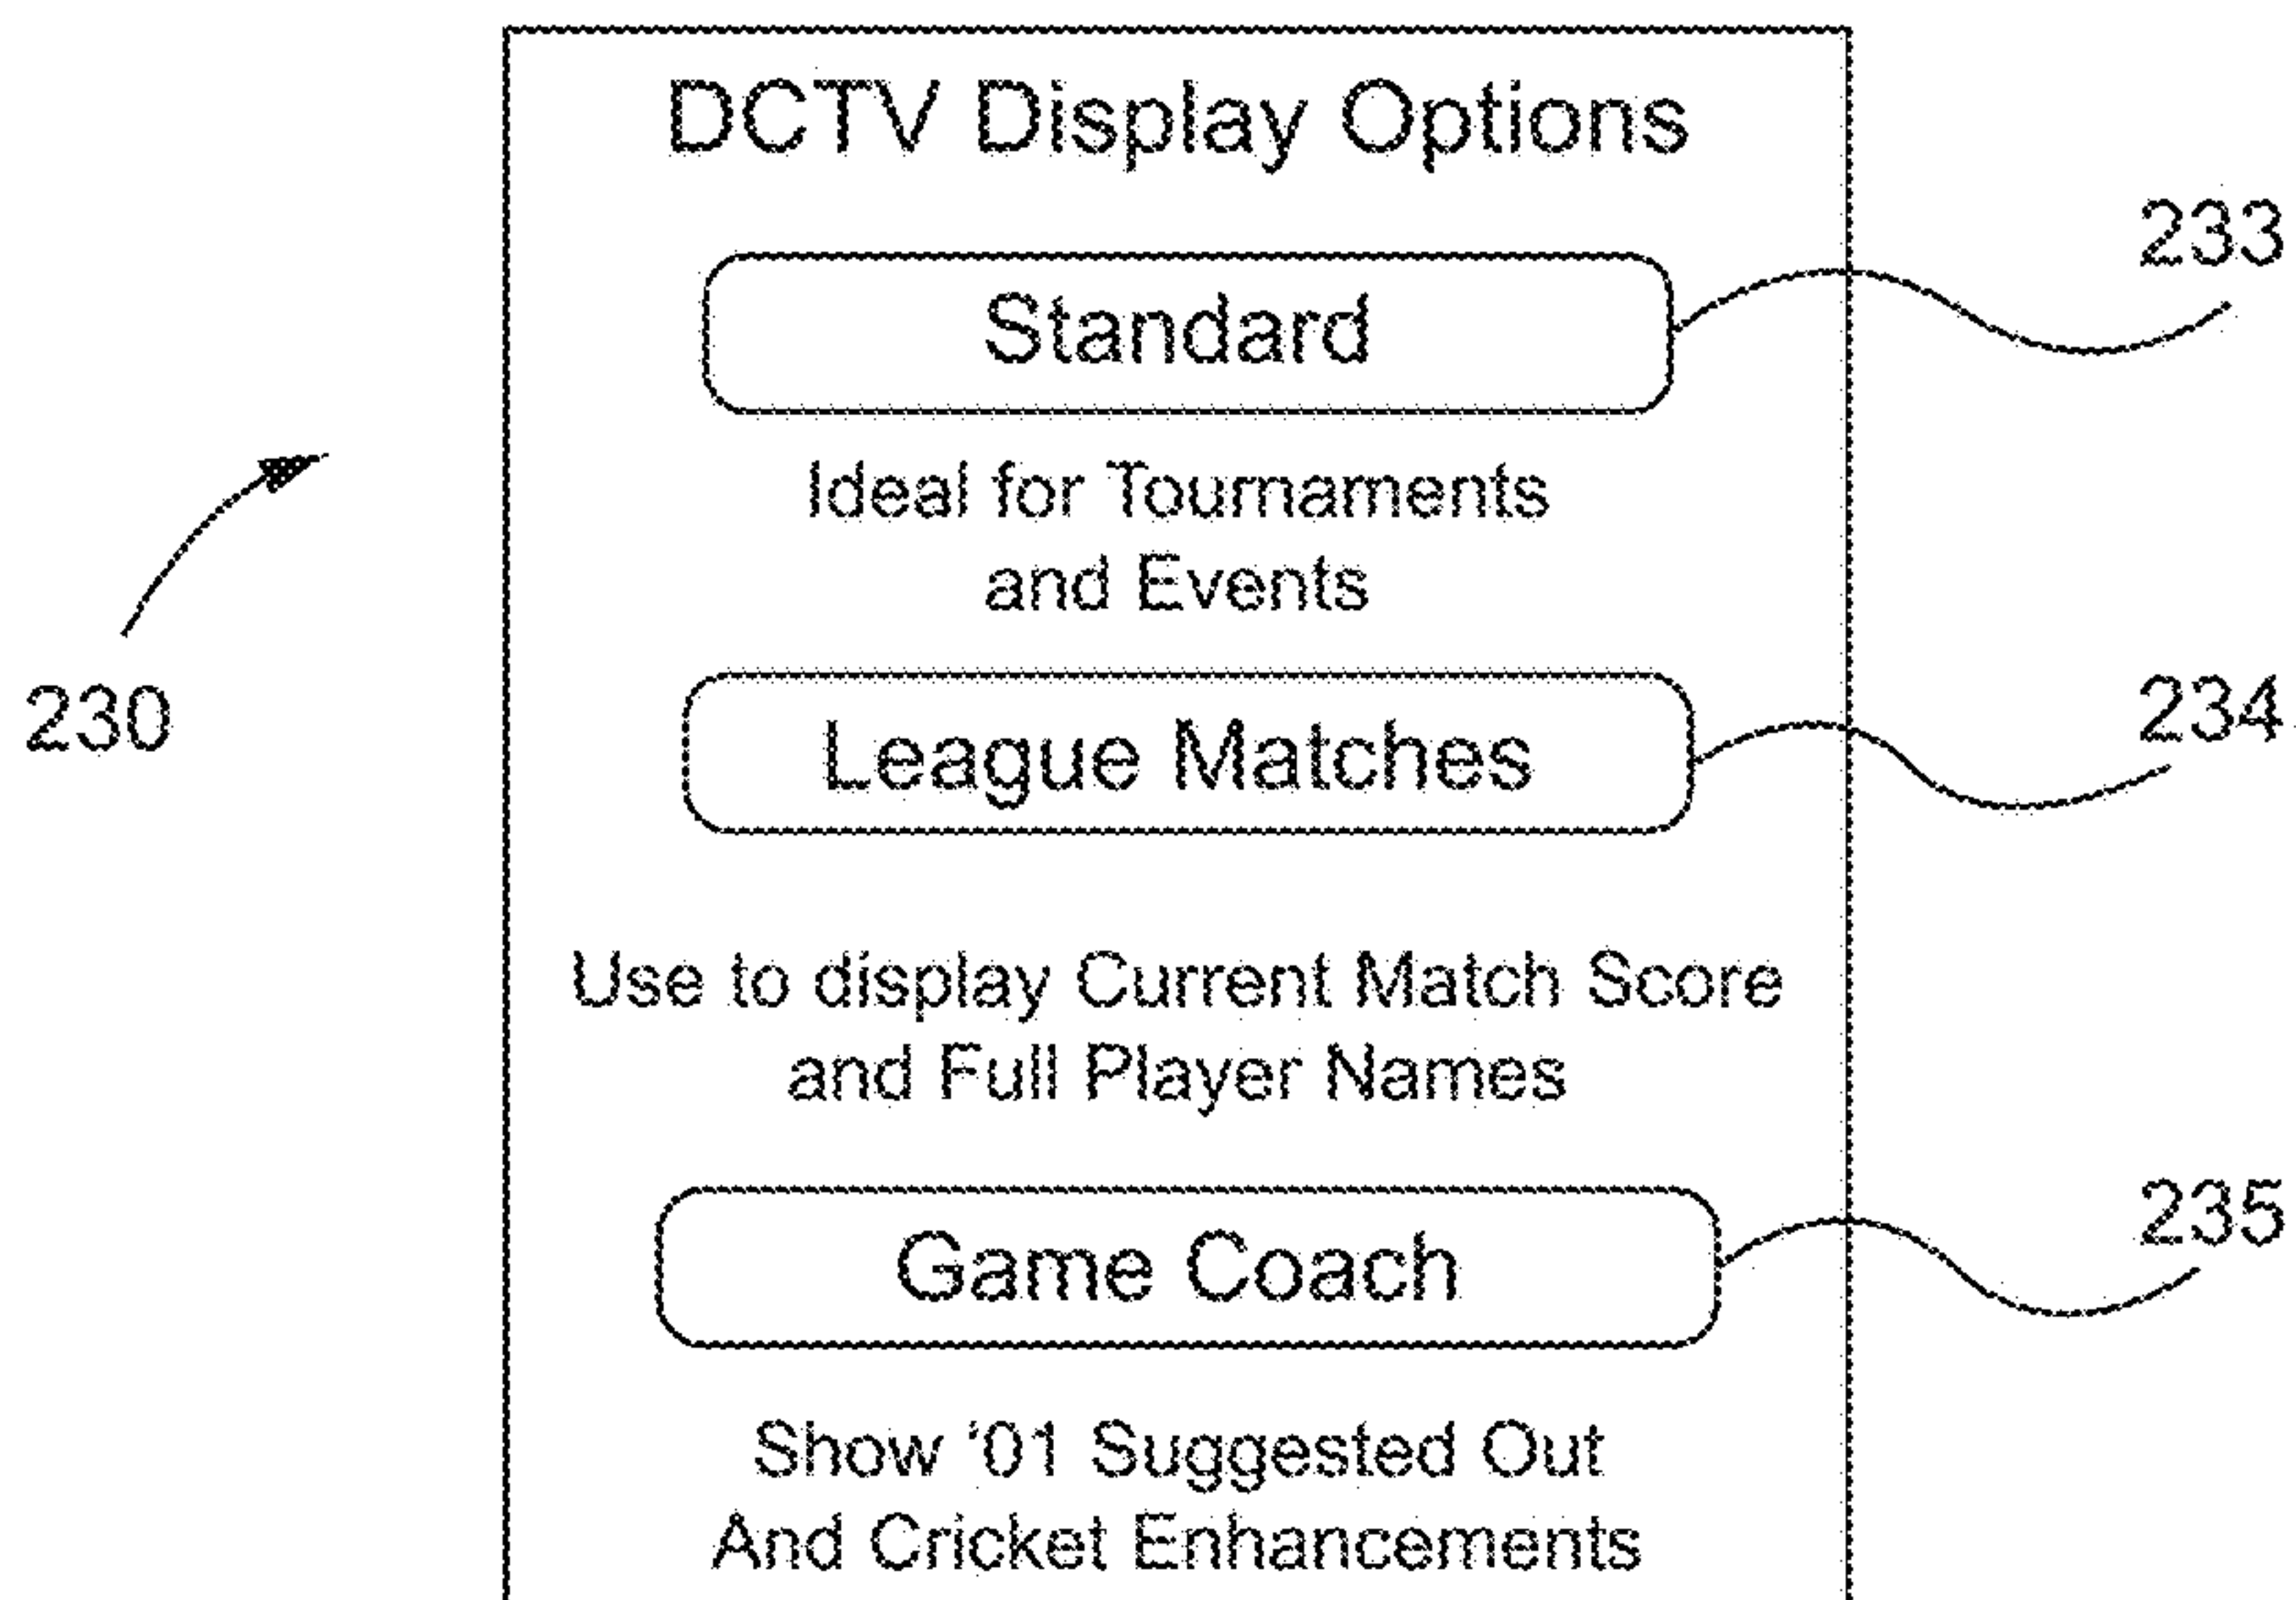 DCTV Display Options
233
Standard
Ideal for Tournaments
and Events
230
234
League Matches
Use to display Current Match Score
and Full Player Names
235
Game Coach
Show '01 Suggested Out
And Cricket Enhancements